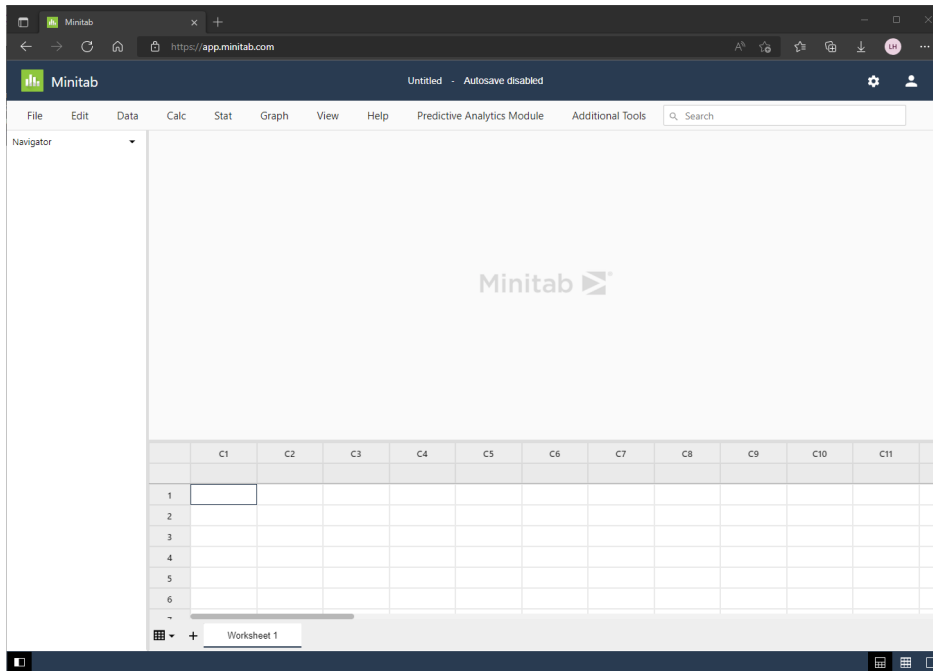 Minitab
https://app.minitab.com
LH
Minitab
Untitled - Autosave disabled
File Edit Data Calc Stat Graph View Help Predictive Analytics Module Additional Tools Search
Navigator
Minitab
C1 C2 C3 C4 C5 C6 C7 C8 C9 C10 C11
1
2
3
4
5
6
Worksheet 1